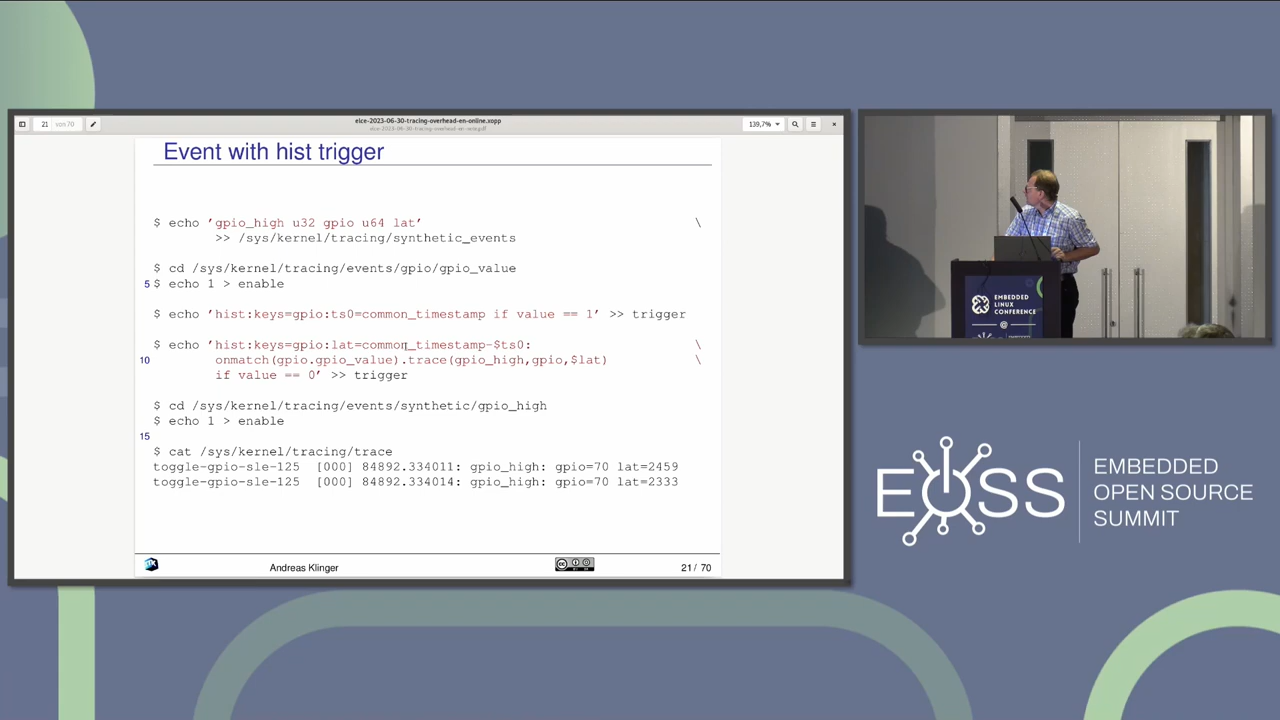 21 von 70
eice-2023-06-30-tracing-overhead-en-online.xopp
139,7%
Event with hist trigger
$ echo 'gpio_high u32 gpio u64 lat' \
>> /sys/kernel/tracing/synthetic_events
$ cd /sys/kernel/tracing/events/gpio/gpio_value
5 $ echo 1 > enable
$ echo 'hist:keys=gpio:ts0=common_timestamp if value == 1' >> trigger
$ echo 'hist:keys=gpio:lat=common_timestamp-$ts0: \
10 onmatch(gpio.gpio_value).trace(gpio_high,gpio,$lat) \
if value == 0' >> trigger
$ cd /sys/kernel/tracing/events/synthetic/gpio_high
$ echo 1 > enable
15
$ cat /sys/kernel/tracing/trace
toggle-gpio-sle-125 [000] 84892.334011: gpio_high: gpio=70 lat=2459
toggle-gpio-sle-125 [000] 84892.334014: gpio_high: gpio=70 lat=2333
Andreas Klinger
cc
21 / 70
EMBEDDED
LINUX
CONFERENCE
@
EOSS
EMBEDDED
OPEN SOURCE
SUMMIT